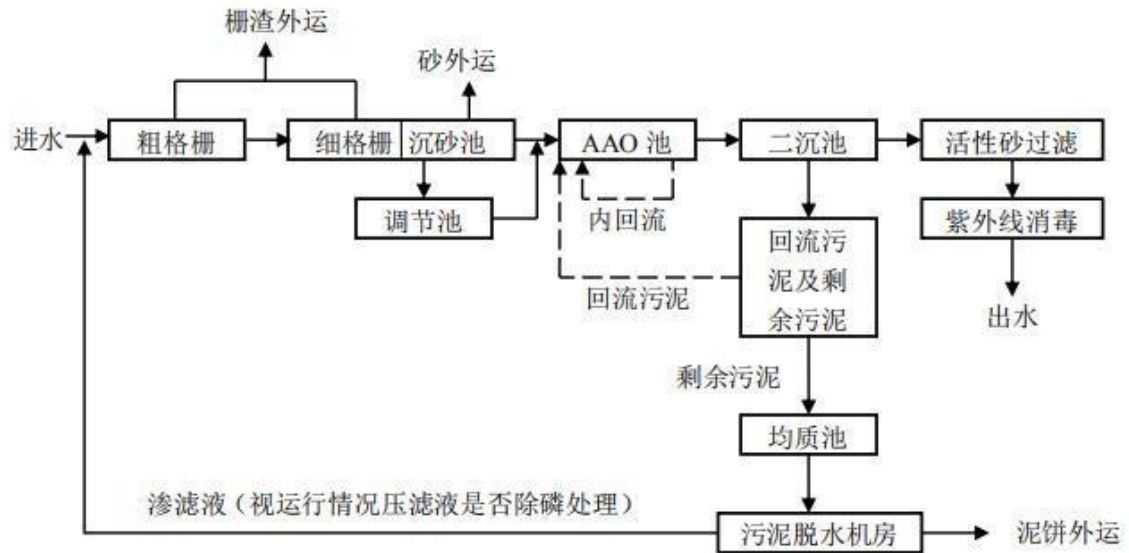 栅渣外运
砂外运
进水
粗格栅
细格栅
沉砂池
AAO 池
二沉池
活性砂过滤
调节池
内回流
紫外线消毒
回流污
泥及剩
余污泥
回流污泥
出水
剩余污泥
均质池
渗滤液（视运行情况压滤液是否除磷处理）
污泥脱水机房
泥饼外运